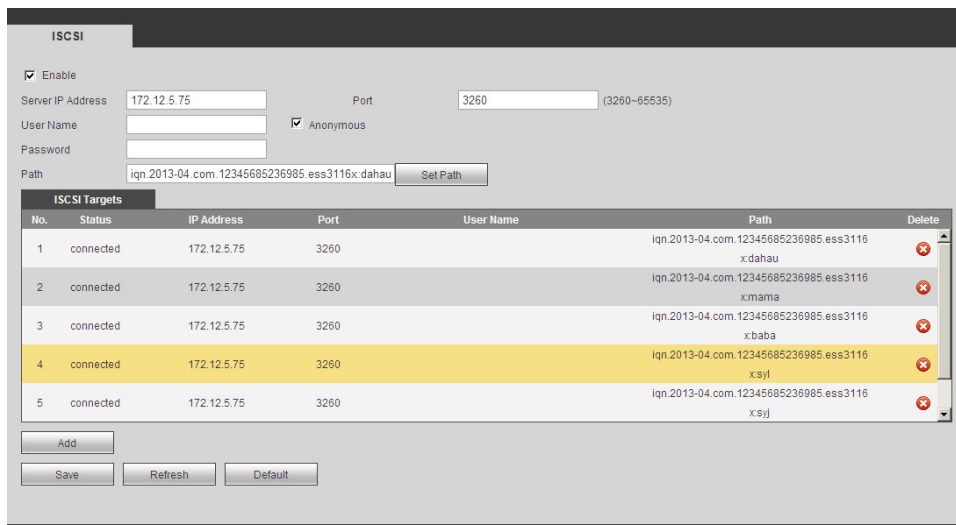 ISCSI
Enable
Server IP Address 172.12.5.75 Port 3260 (3260~65535)
User Name Anonymous
Password
Path iqn.2013-04.com.12345685236985.ess3116x:dahau Set Path
ISCSI Targets
No. Status IP Address Port User Name Path Delete
1 connected 172.12.5.75 3260 iqn.2013-04.com.12345685236985.ess3116
x:dahau
2 connected 172.12.5.75 3260 iqn.2013-04.com.12345685236985.ess3116
x:mama
3 connected 172.12.5.75 3260 iqn.2013-04.com.12345685236985.ess3116
x:baba
4 connected 172.12.5.75 3260 iqn.2013-04.com.12345685236985.ess3116
x:syl
5 connected 172.12.5.75 3260 iqn.2013-04.com.12345685236985.ess3116
x:syj
Add
Save Refresh Default